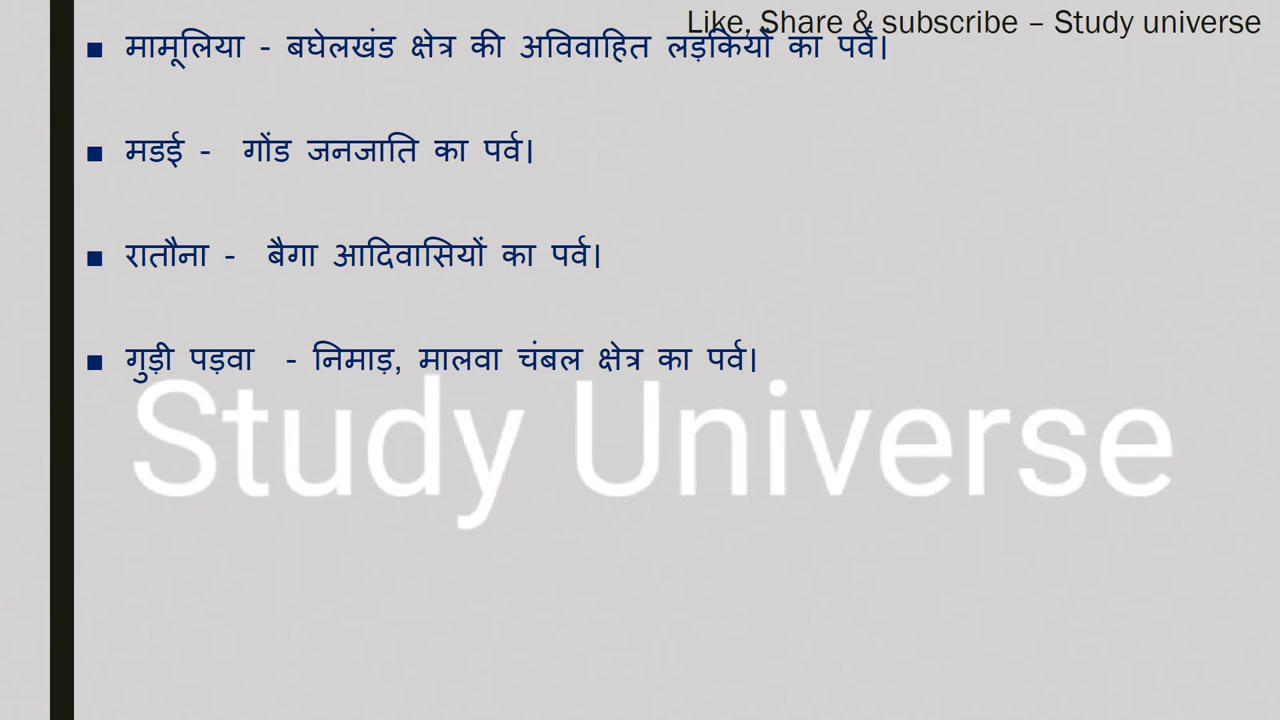 Like, Share & subscribe – Study universe
▪ मामूलिया - बघेलखंड क्षेत्र की अविवाहित लड़कियों का पर्व।
▪ मडई - गोंड जनजाति का पर्व।
▪ रातौना - बैगा आदिवासियों का पर्व।
▪ गुड़ी पड़वा - निमाड़, मालवा चंबल क्षेत्र का पर्व।
Study Universe